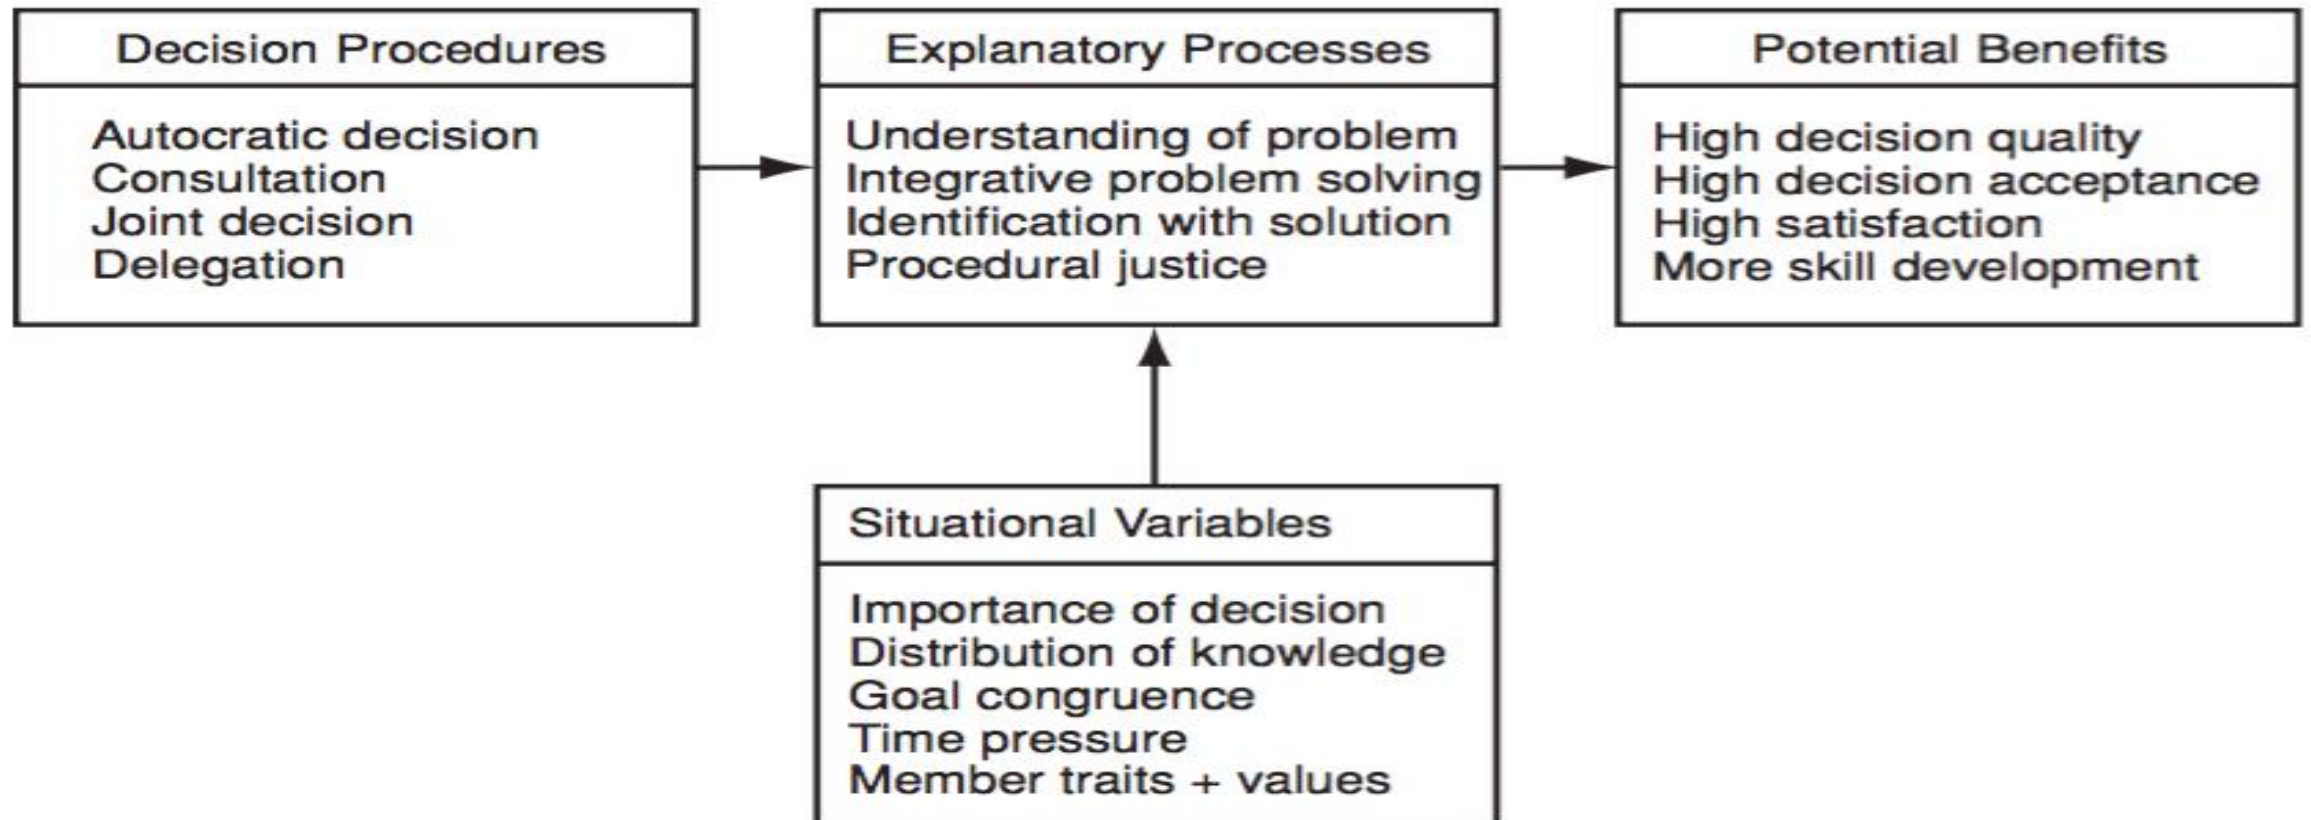 Decision Procedures
Autocratic decision
Consultation
Joint decision
Delegation
Explanatory Processes
Understanding of problem
Integrative problem solving
Identification with solution
Procedural justice
Potential Benefits
High decision quality
High decision acceptance
High satisfaction
More skill development
Situational Variables
Importance of decision
Distribution of knowledge
Goal congruence
Time pressure
Member traits + values